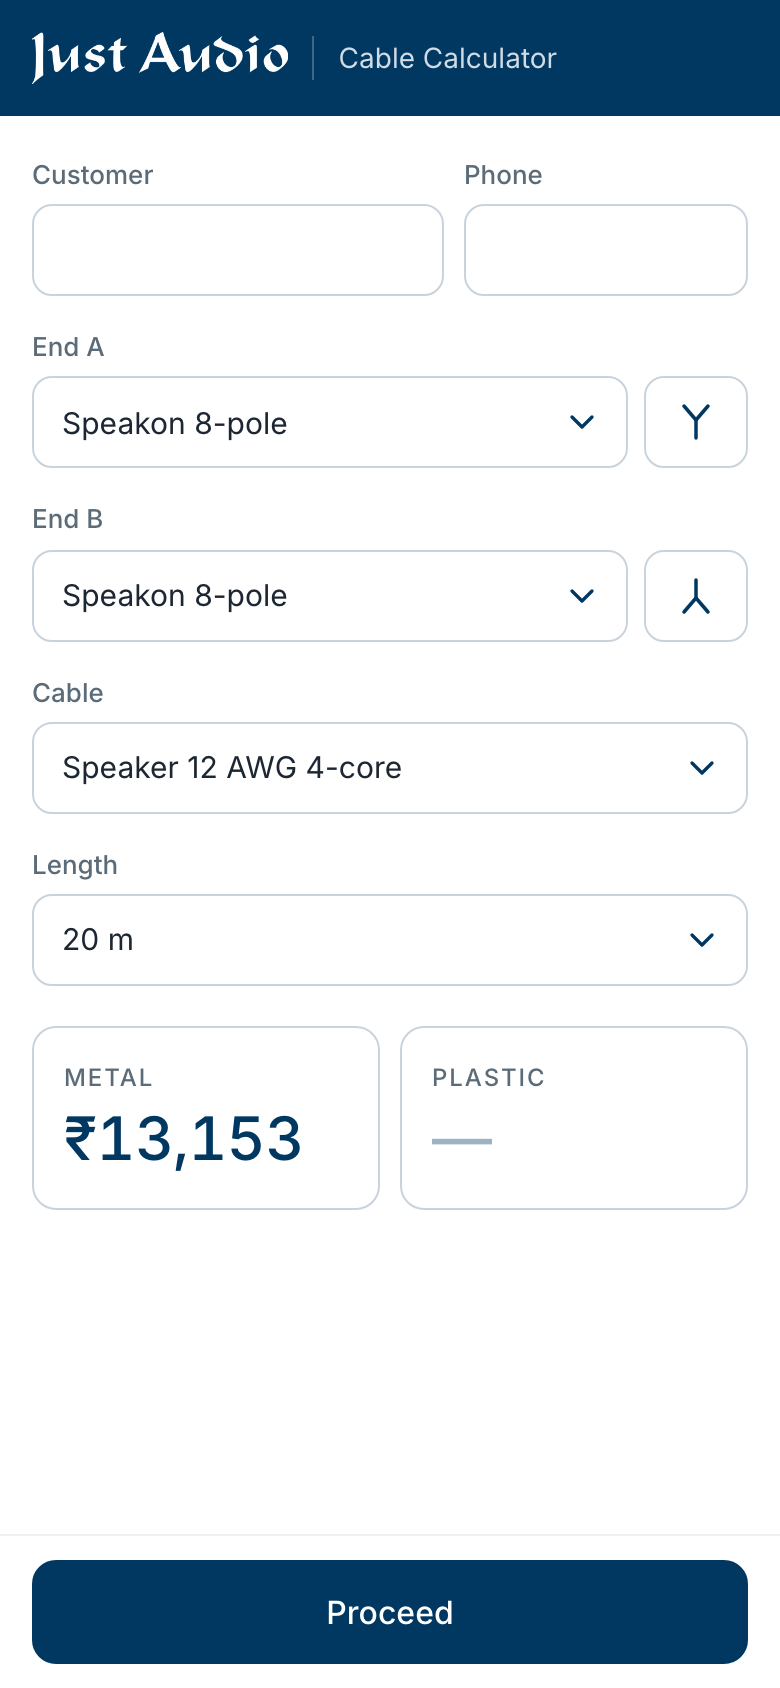 Just Audio
Cable Calculator
Customer
Phone
End A
Speakon 8-pole
End B
Speakon 8-pole
Cable
Speaker 12 AWG 4-core
Length
20 m
METAL
PLASTIC
₹13,153
—
Proceed